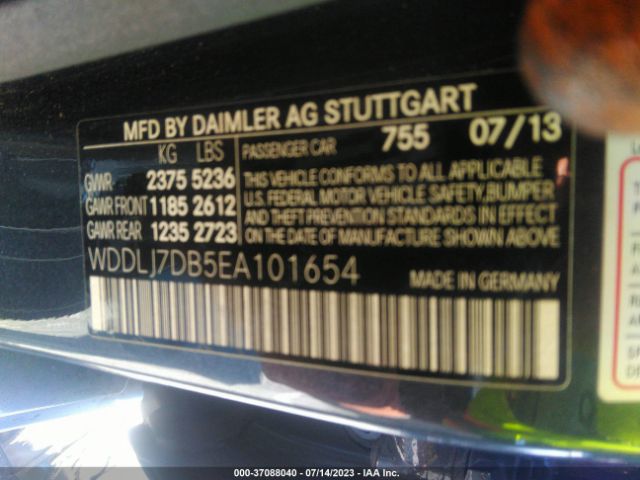 MFD BY DAIMLER AG STUTTGART
KG LBS PASSENGER CAR 755 07/13
GVWR 2375 5236
GAWR FRONT 1185 2612
GAWR REAR 1235 2723
THIS VEHICLE CONFORMS TO ALL APPLICABLE
U.S. FEDERAL MOTOR VEHICLE SAFETY, BUMPER
AND THEFT PREVENTION STANDARDS IN EFFECT
ON THE DATE OF MANUFACTURE SHOWN ABOVE
WDDLJ7DB5EA101654 MADE IN GERMANY
000-37088040 - 07/14/2023 - IAA Inc.